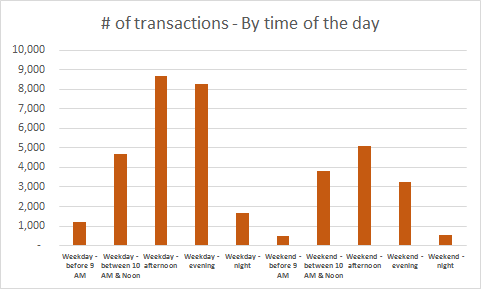 # of transactions - By time of the day
10,000
9,000
8,000
7,000
6,000
5,000
4,000
3,000
2,000
1,000
-
Weekday -
before 9
AM
Weekday -
between 10
AM & Noon
Weekday -
afternoon
Weekday -
evening
Weekday -
night
Weekend -
before 9
AM
Weekend -
between 10
AM & Noon
Weekend -
afternoon
Weekend -
evening
Weekend -
night